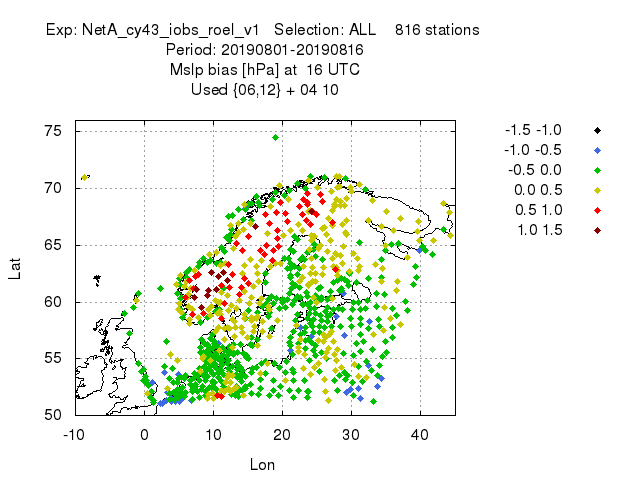 Exp: NetA_cy43_iobs_roel_v1 Selection: ALL 816 stations
Period: 20190801-20190816
Mslp bias [hPa] at 16 UTC
Used {06,12} + 04 10
75
70
65
60
55
50
Lat
-10 0 10 20 30 40
Lon
-1.5 -1.0
-1.0 -0.5
-0.5 0.0
0.0 0.5
0.5 1.0
1.0 1.5